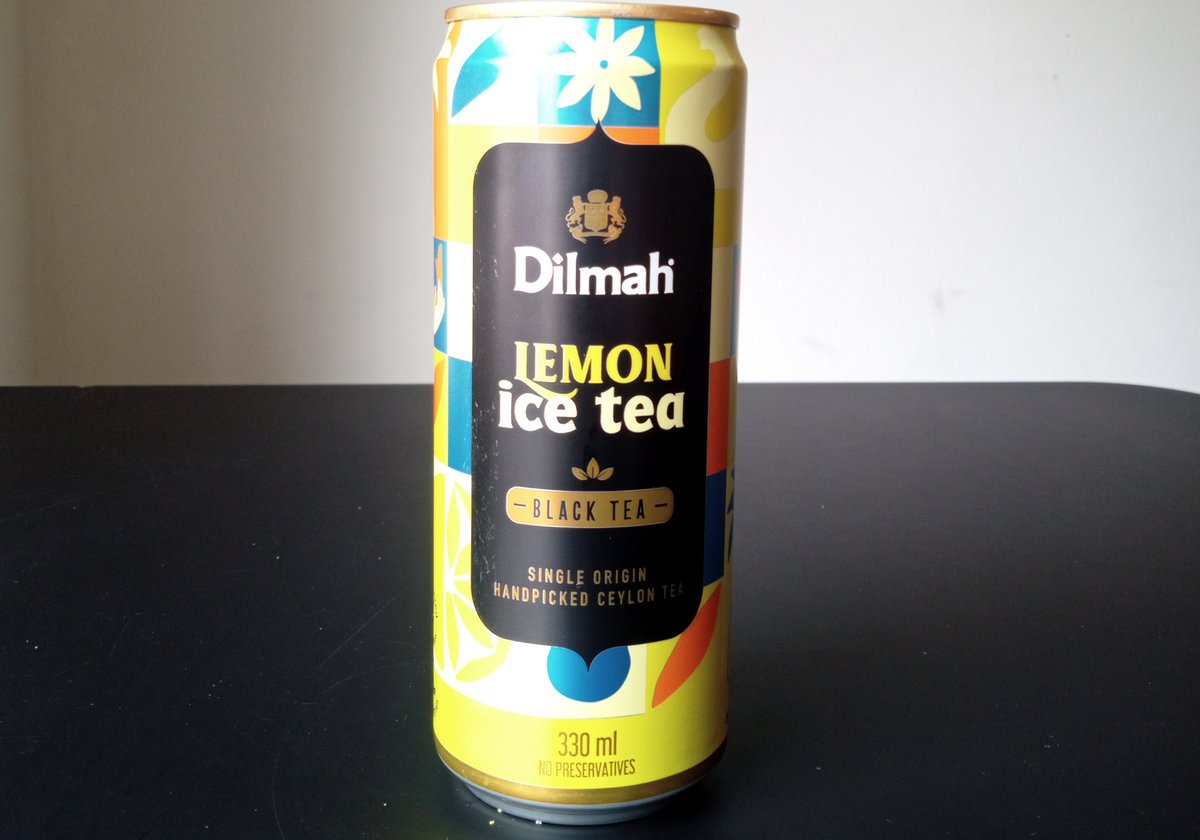 Dilmah
LEMON
ice tea
BLACK TEA
SINGLE ORIGIN
HANDPICKED CEYLON TEA
330 ml
NO PRESERVATIVES